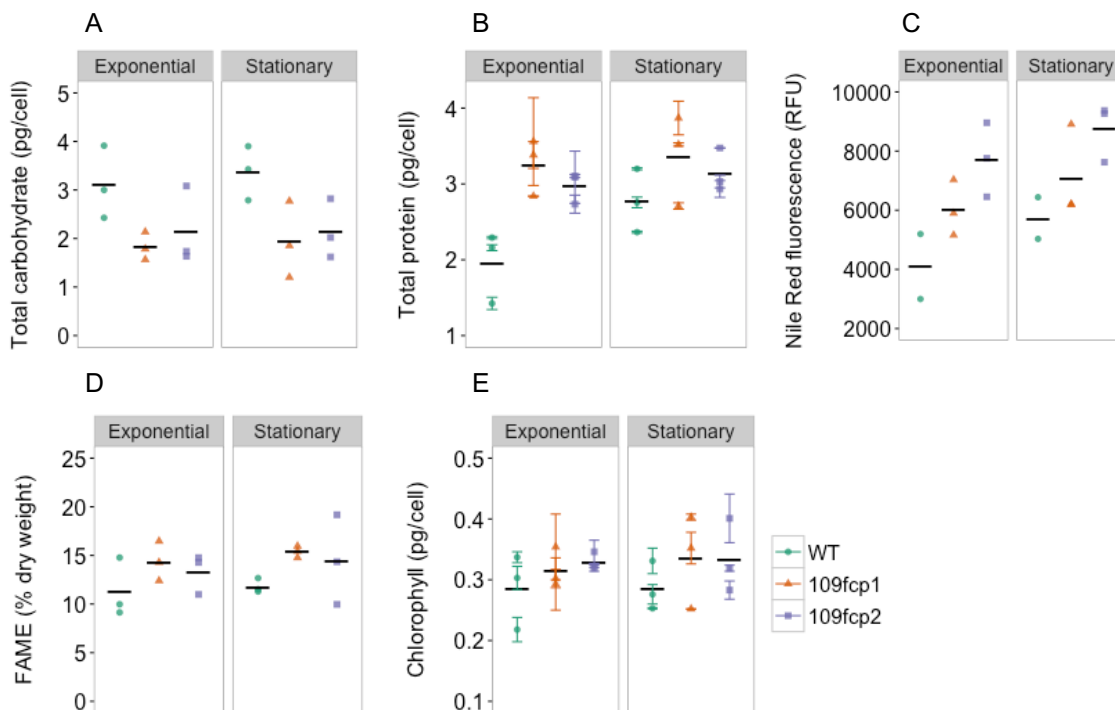 A
Exponential Stationary
Total carbohydrate (pg/cell)
5
4
3
2
1
0
B
Exponential Stationary
Total protein (pg/cell)
4
3
2
1
C
Exponential Stationary
Nile Red fluorescence (RFU)
10000
8000
6000
4000
2000
D
Exponential Stationary
FAME (% dry weight)
25
20
15
10
5
0
E
Exponential Stationary
Chlorophyll (pg/cell)
0.5
0.4
0.3
0.2
0.1
WT
109fcp1
109fcp2